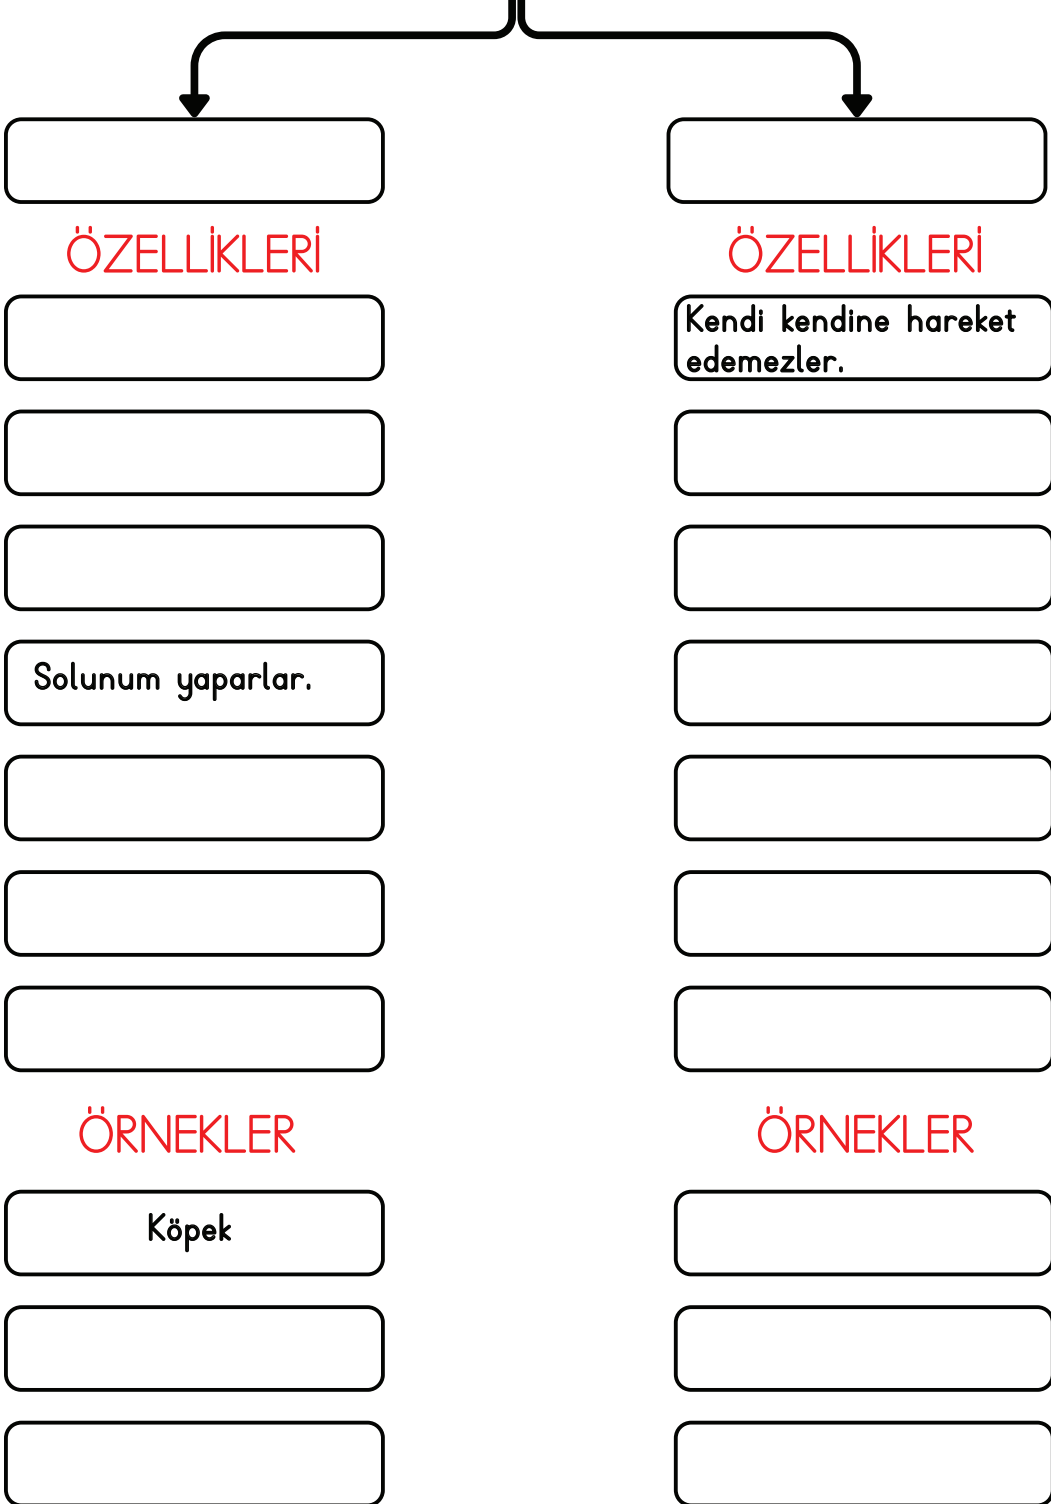 ÖZELLİKLERİ
Solunum yaparlar.
ÖRNEKLER
Köpek
ÖZELLİKLERİ
Kendi kendine hareket
edemezler.
ÖRNEKLER